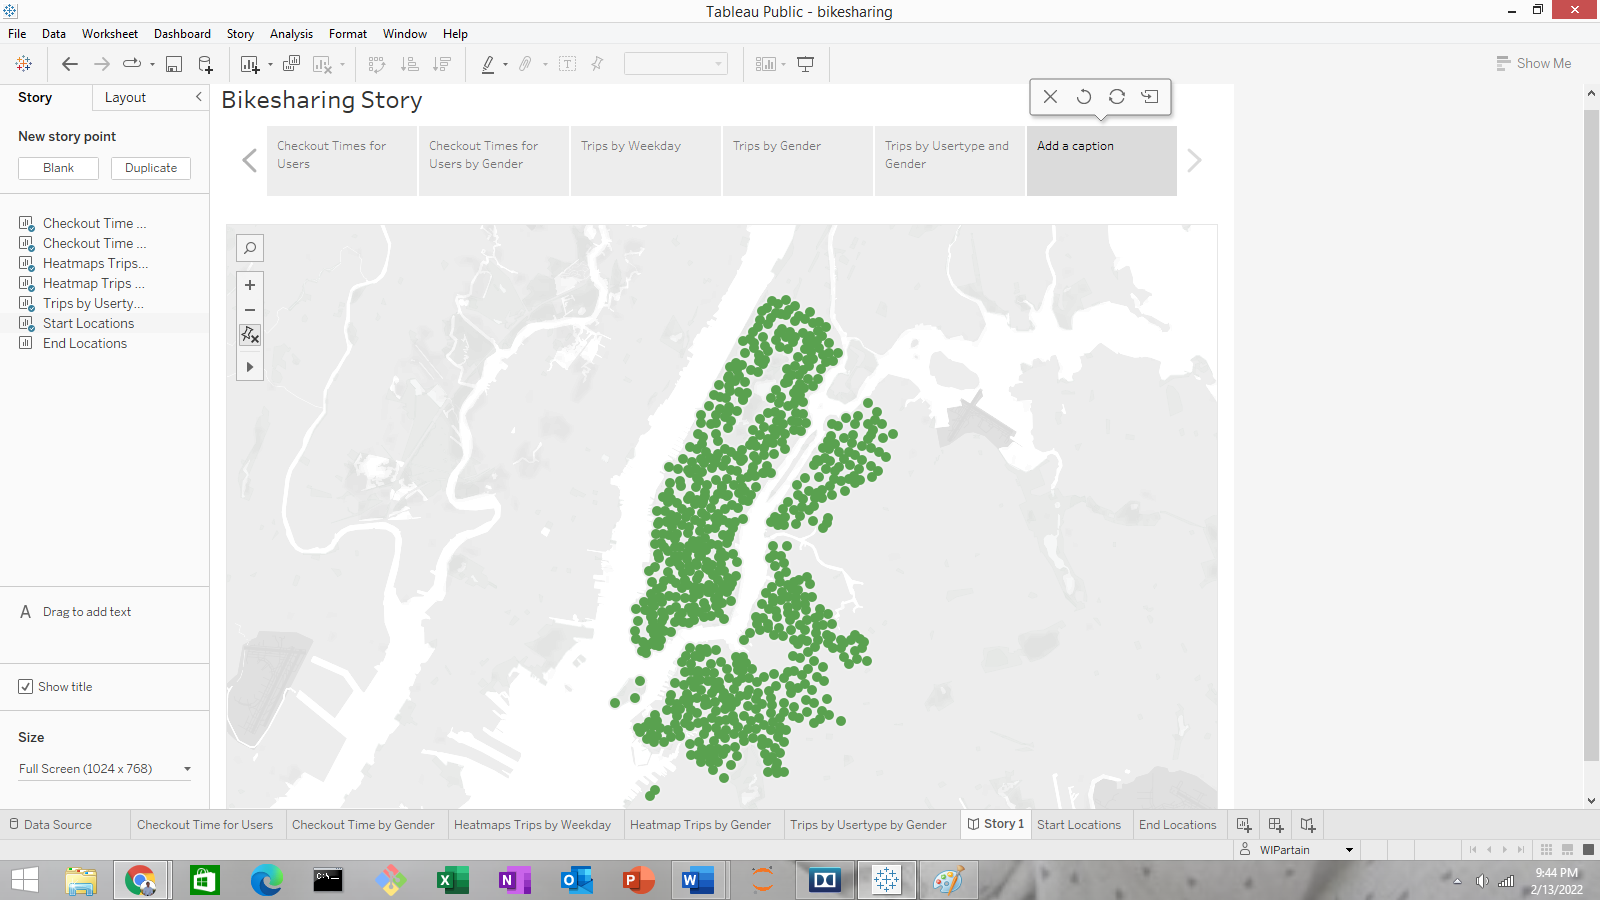 Tableau Public - bikesharing
File Data Worksheet Dashboard Story Analysis Format Window Help
Show Me
Story Layout
New story point
Blank Duplicate
Checkout Time ...
Checkout Time ...
Heatmaps Trips...
Heatmap Trips ...
Trips by Userty...
Start Locations
End Locations
A Drag to add text
Show title
Size
Full Screen (1024 x 768)
Bikesharing Story
Checkout Times for
Users
Checkout Times for
Users by Gender
Trips by Weekday
Trips by Gender
Trips by Usertype and
Gender
Add a caption
Data Source Checkout Time for Users Checkout Time by Gender Heatmaps Trips by Weekday Heatmap Trips by Gender Trips by Usertype by Gender Story 1 Start Locations End Locations
WIPartain
9:44 PM
2/13/2022